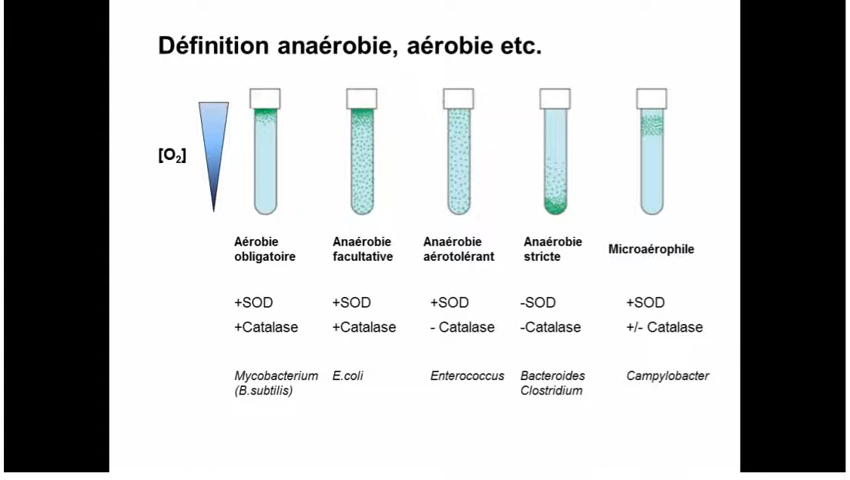 Définition anaérobie, aérobie etc.
[O2]
Aérobie obligatoire
Anaérobie facultative
Anaérobie aérotolérant
Anaérobie stricte
Microaérophile
+SOD +SOD +SOD -SOD +SOD
+Catalase +Catalase - Catalase -Catalase +/- Catalase
Mycobacterium
(B.subtilis)
E.coli
Enterococcus
Bacteroides
Clostridium
Campylobacter